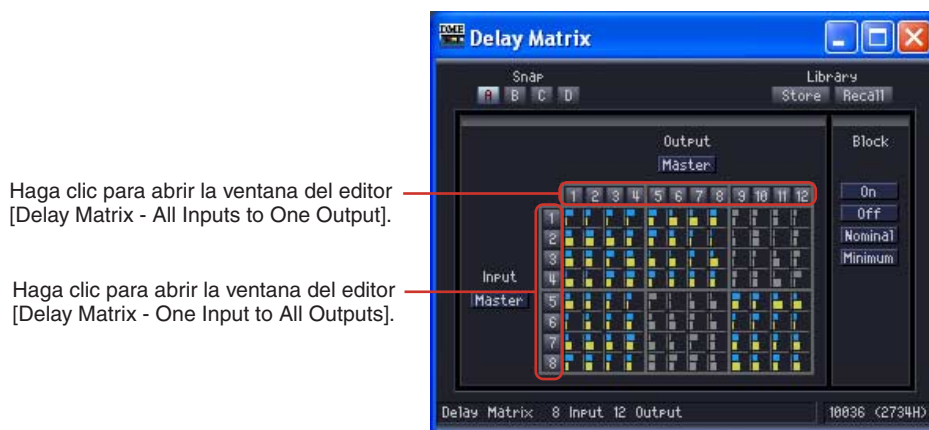 DME Delay Matrix
Snap
Library
A B C D
Store Recall
Output
Block
Master
Haga clic para abrir la ventana del editor
[Delay Matrix - All Inputs to One Output].
1 2 3 4 5 6 7 8 9 10 11 12
On
1
Off
2
Nominal
3
Minimum
Input
4
Haga clic para abrir la ventana del editor
[Delay Matrix - One Input to All Outputs].
Master
5
6
7
8
Delay Matrix 8 Input 12 Output
10036 (2734H)